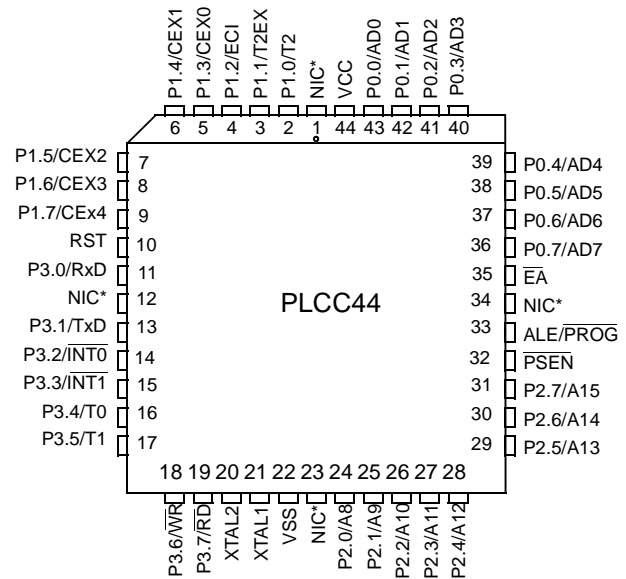 P1.4/CEX1
P1.3/CEX0
P1.2/ECI
P1.1/T2EX
P1.0/T2
NIC*
VCC
P0.0/AD0
P0.1/AD1
P0.2/AD2
P0.3/AD3
6 5 4 3 2 1 44 43 42 41 40
P1.5/CEX2 7
P1.6/CEX3 8
P1.7/CEx4 9
RST 10
P3.0/RxD 11
NIC* 12
P3.1/TxD 13
P3.2/INT0 14
P3.3/INT1 15
P3.4/T0 16
P3.5/T1 17
PLCC44
39 P0.4/AD4
38 P0.5/AD5
37 P0.6/AD6
36 P0.7/AD7
35 EA
34 NIC*
33 ALE/PROG
32 PSEN
31 P2.7/A15
30 P2.6/A14
29 P2.5/A13
18 19 20 21 22 23 24 25 26 27 28
P3.6/WR
P3.7/RD
XTAL2
XTAL1
VSS
NIC*
P2.0/A8
P2.1/A9
P2.2/A10
P2.3/A11
P2.4/A12